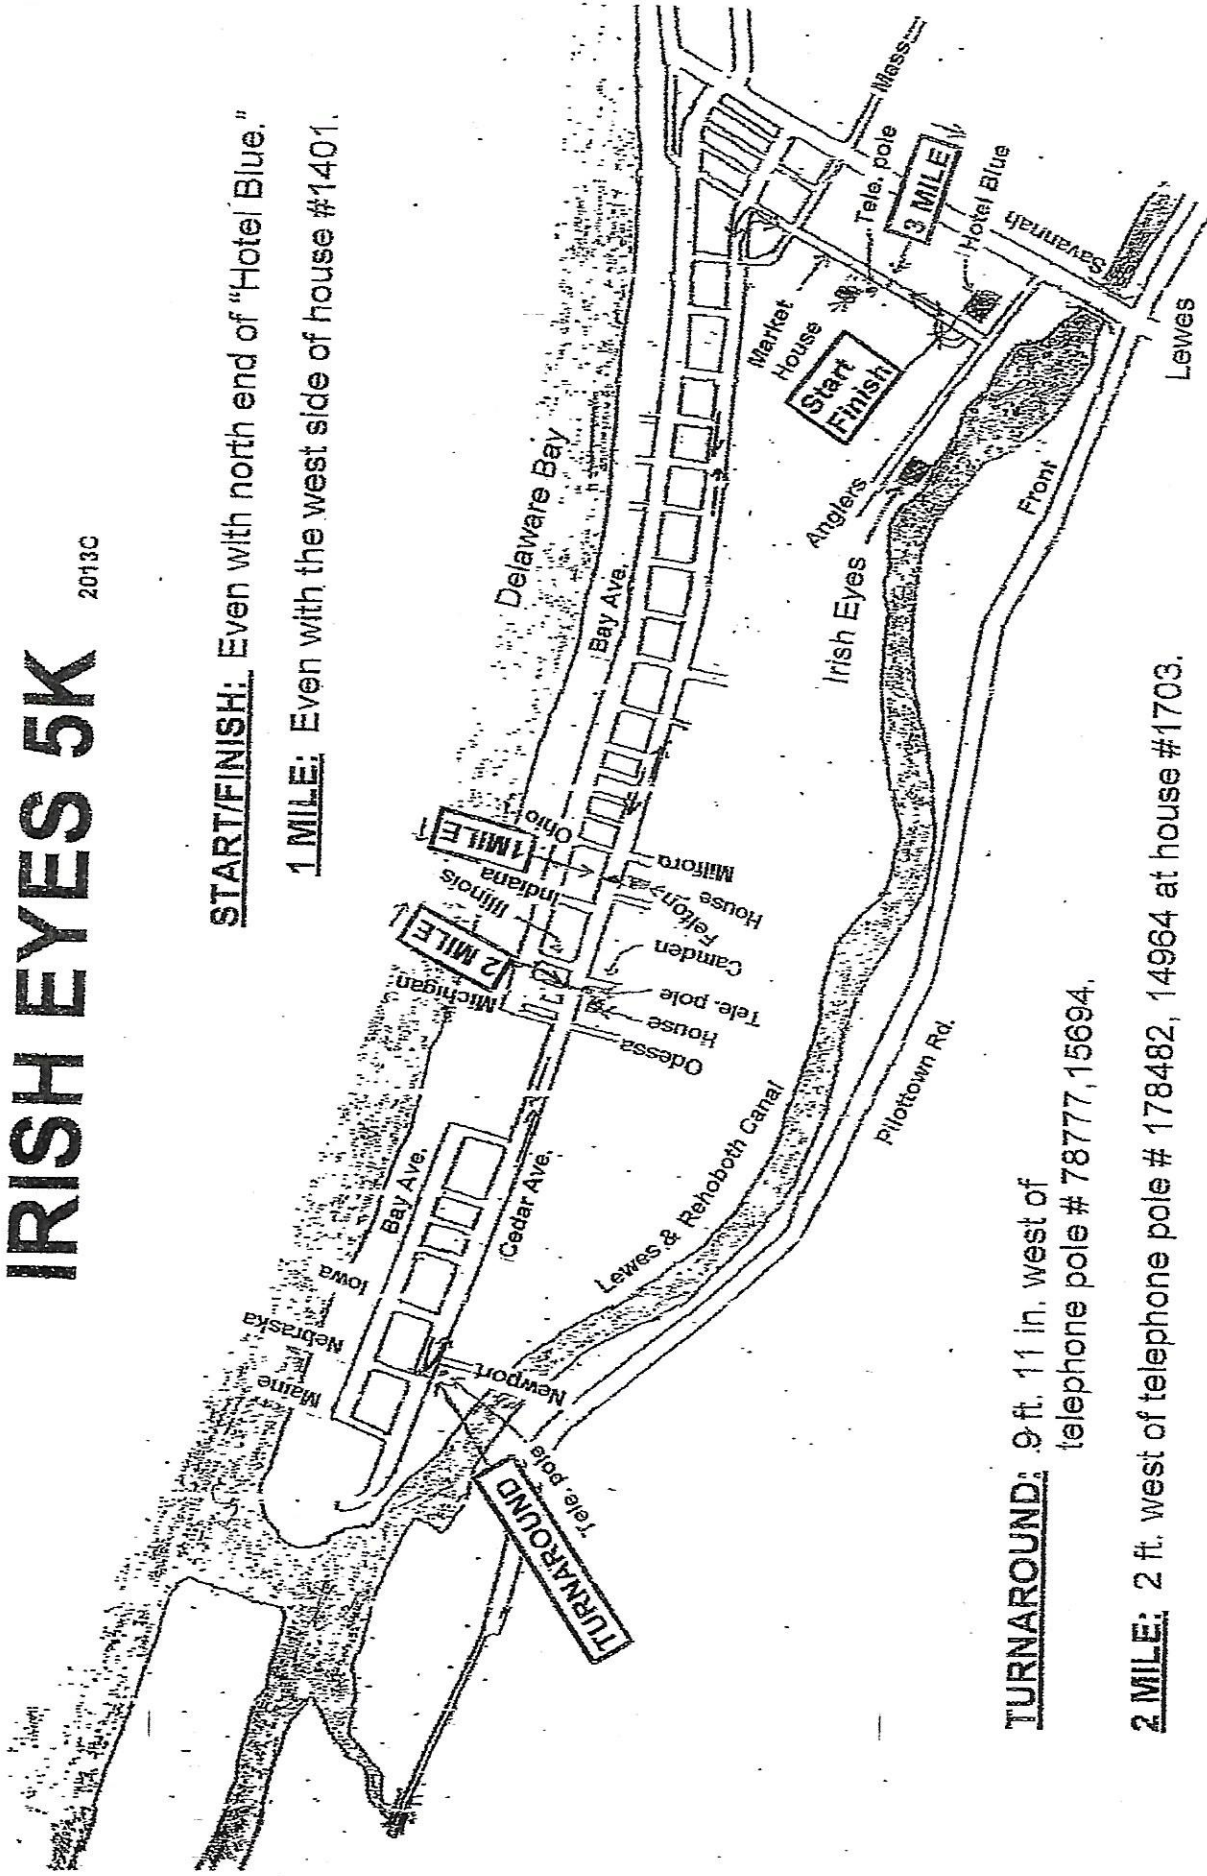 IRISH EYES 5K
2013C
START/FINISH: Even with north end of "Hotel Blue."
1 MILE: Even with the west side of house #1401.
Delaware Bay
Bay Ave.
Maine
Nebraska
Iowa
Bay Ave.
Cedar Ave.
Michigan
2 MILE
Illinois
Indiana
1 MILE
Ohio
Newport
Tele. pole
TURNAROUND
Odessa
House
Tele. pole
Camden
Felton
House
Milford
Lewes & Rehoboth Canal
Pilottown Rd.
Irish Eyes
Anglers
Front
Market
House
Start
Finish
Tele. pole
3 MILE
Hotel Blue
Mass
Savannah
Lewes
TURNAROUND: 9 ft. 11 in. west of
telephone pole # 78777, 15694.
2 MILE: 2 ft. west of telephone pole # 178482, 14964 at house #1703.